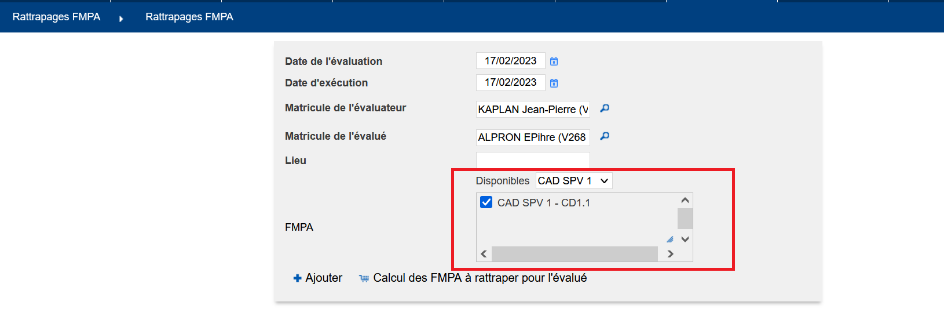 Rattrapages FMPA Rattrapages FMPA
Date de l'évaluation 17/02/2023
Date d'exécution 17/02/2023
Matricule de l'évaluateur KAPLAN Jean-Pierre (V
Matricule de l'évalué ALPRON EPihre (V268
Lieu
Disponibles CAD SPV 1
CAD SPV 1 - CD1.1
FMPA
Ajouter Calcul des FMPA à rattraper pour l'évalué